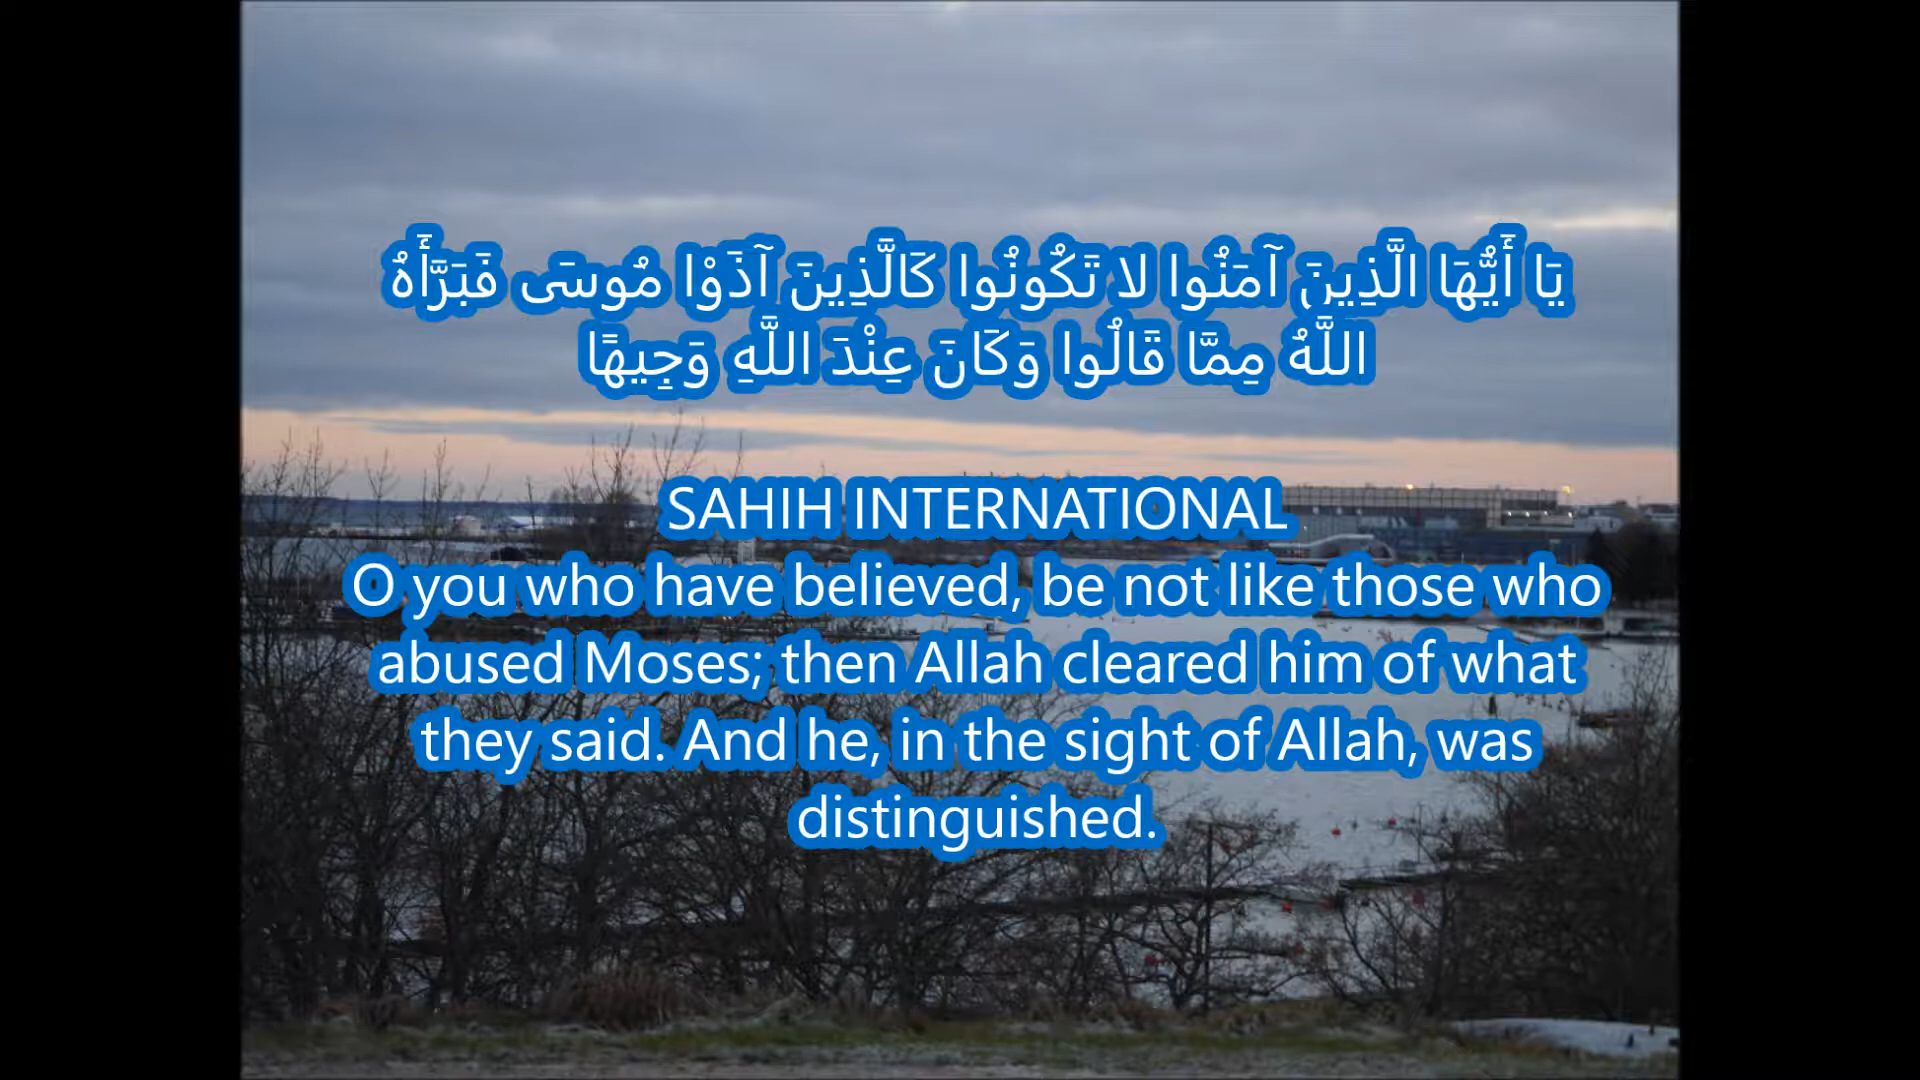 يَا أَيُّهَا الَّذِينَ آمَنُوا لا تَكُونُوا كَالَّذِينَ آذَوْا مُوسَى فَبَرَّأَهُ
اللَّهُ مِمَّا قَالُوا وَكَانَ عِنْدَ اللَّهِ وَجِيهًا
SAHIH INTERNATIONAL
O you who have believed, be not like those who
abused Moses; then Allah cleared him of what
they said. And he, in the sight of Allah, was
distinguished.